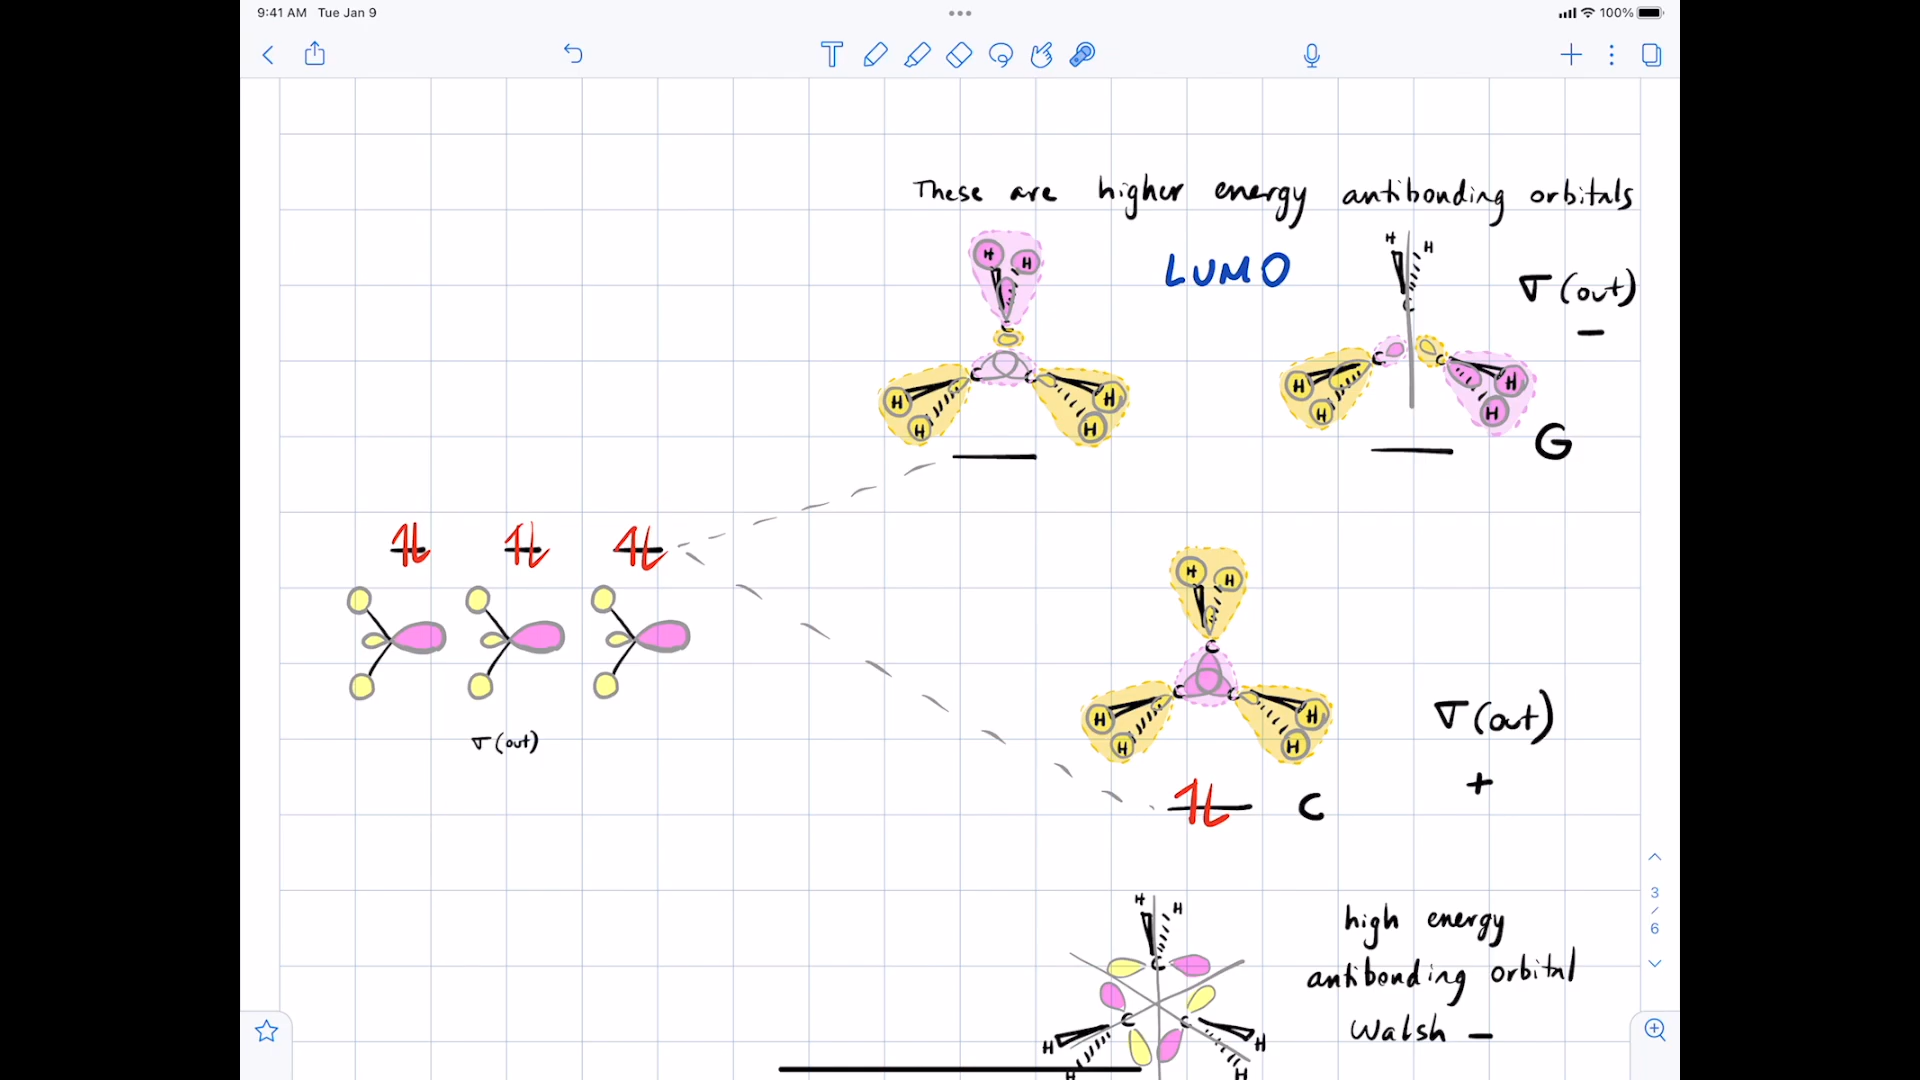 9:41 AM Tue Jan 9
100%
These are higher energy antibonding orbitals
H H
LUMO
H H
C
σ(out)
−
C
C C
C C
H H
H H
H H
H H
G
H H
C
C C
σ(out)
H H
H H
+
σ(out)
C
3
/
6
H H
high energy
C
antibonding orbital
C C
Walsh −
H H
H H